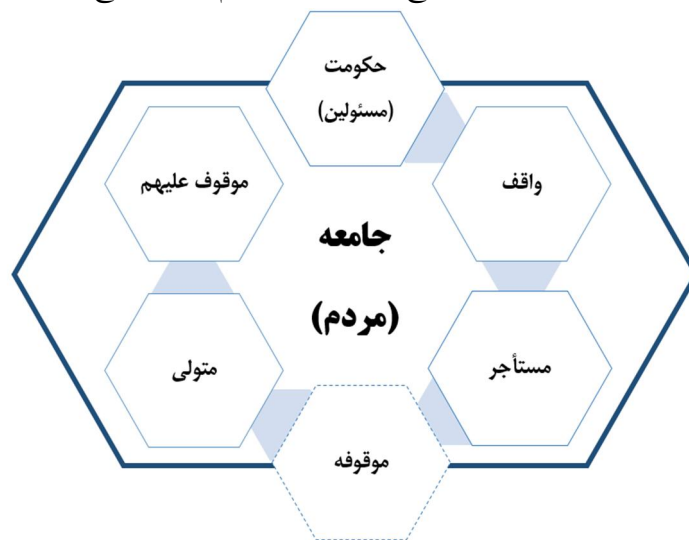 حکومت
(مسئولین)
واقف
موقوف علیهم
جامعه
(مردم)
مستأجر
متولی
موقوفه